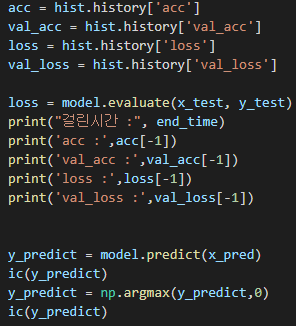 acc = hist.history['acc']
val_acc = hist.history['val_acc']
loss = hist.history['loss']
val_loss = hist.history['val_loss']
loss = model.evaluate(x_test, y_test)
print("걸린시간 :", end_time)
print('acc :',acc[-1])
print('val_acc :',val_acc[-1])
print('loss :',loss[-1])
print('val_loss :',val_loss[-1])
y_predict = model.predict(x_pred)
ic(y_predict)
y_predict = np.argmax(y_predict,0)
ic(y_predict)